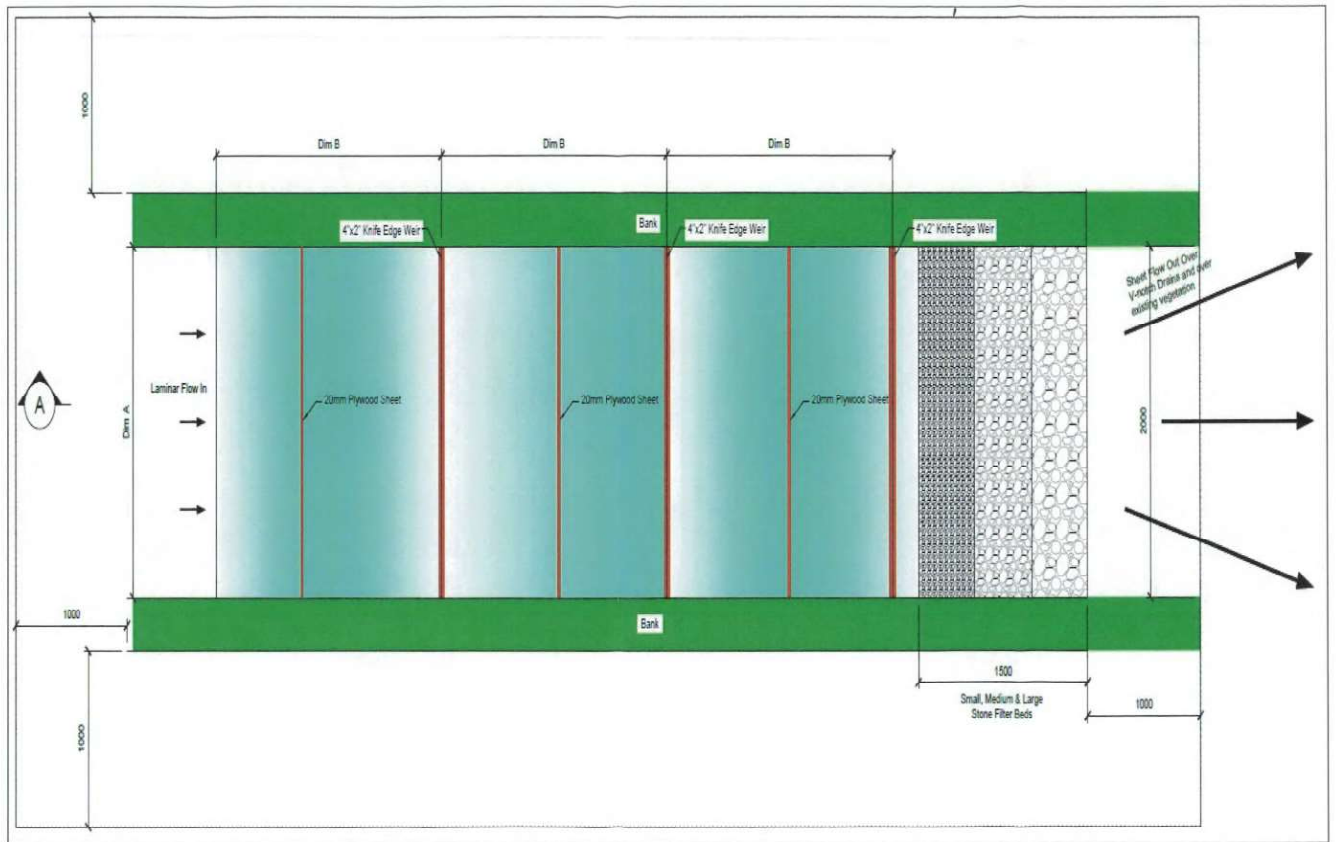 1000
Dim B
Dim B
Dim B
Bank
4"x2" Knife Edge Weir
4"x2" Knife Edge Weir
4"x2" Knife Edge Weir
Sheet Flow Out Over
V-notch Drains and over
existing vegetation
Laminar Flow In
20mm Plywood Sheet
20mm Plywood Sheet
20mm Plywood Sheet
A
Dim A
2000
1000
Bank
1500
Small, Medium & Large
Stone Filter Beds
1000
1000